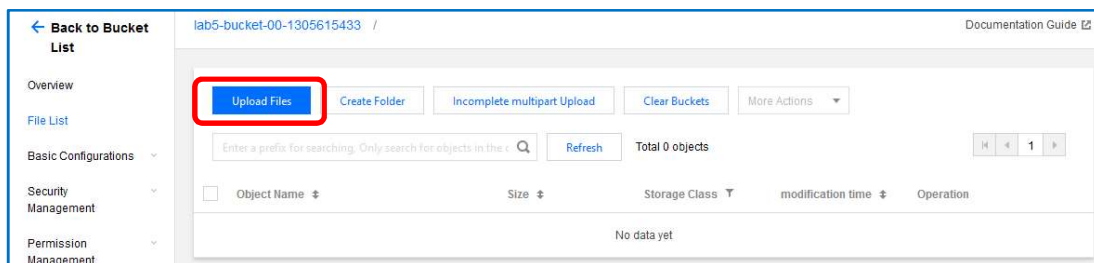 ← Back to Bucket List
lab5-bucket-00-1305615433 /
Documentation Guide
Overview
File List
Basic Configurations
Security Management
Permission Management
Upload Files
Create Folder
Incomplete multipart Upload
Clear Buckets
More Actions
Enter a prefix for searching. Only search for objects in the c
Refresh
Total 0 objects
1
Object Name
Size
Storage Class
modification time
Operation
No data yet